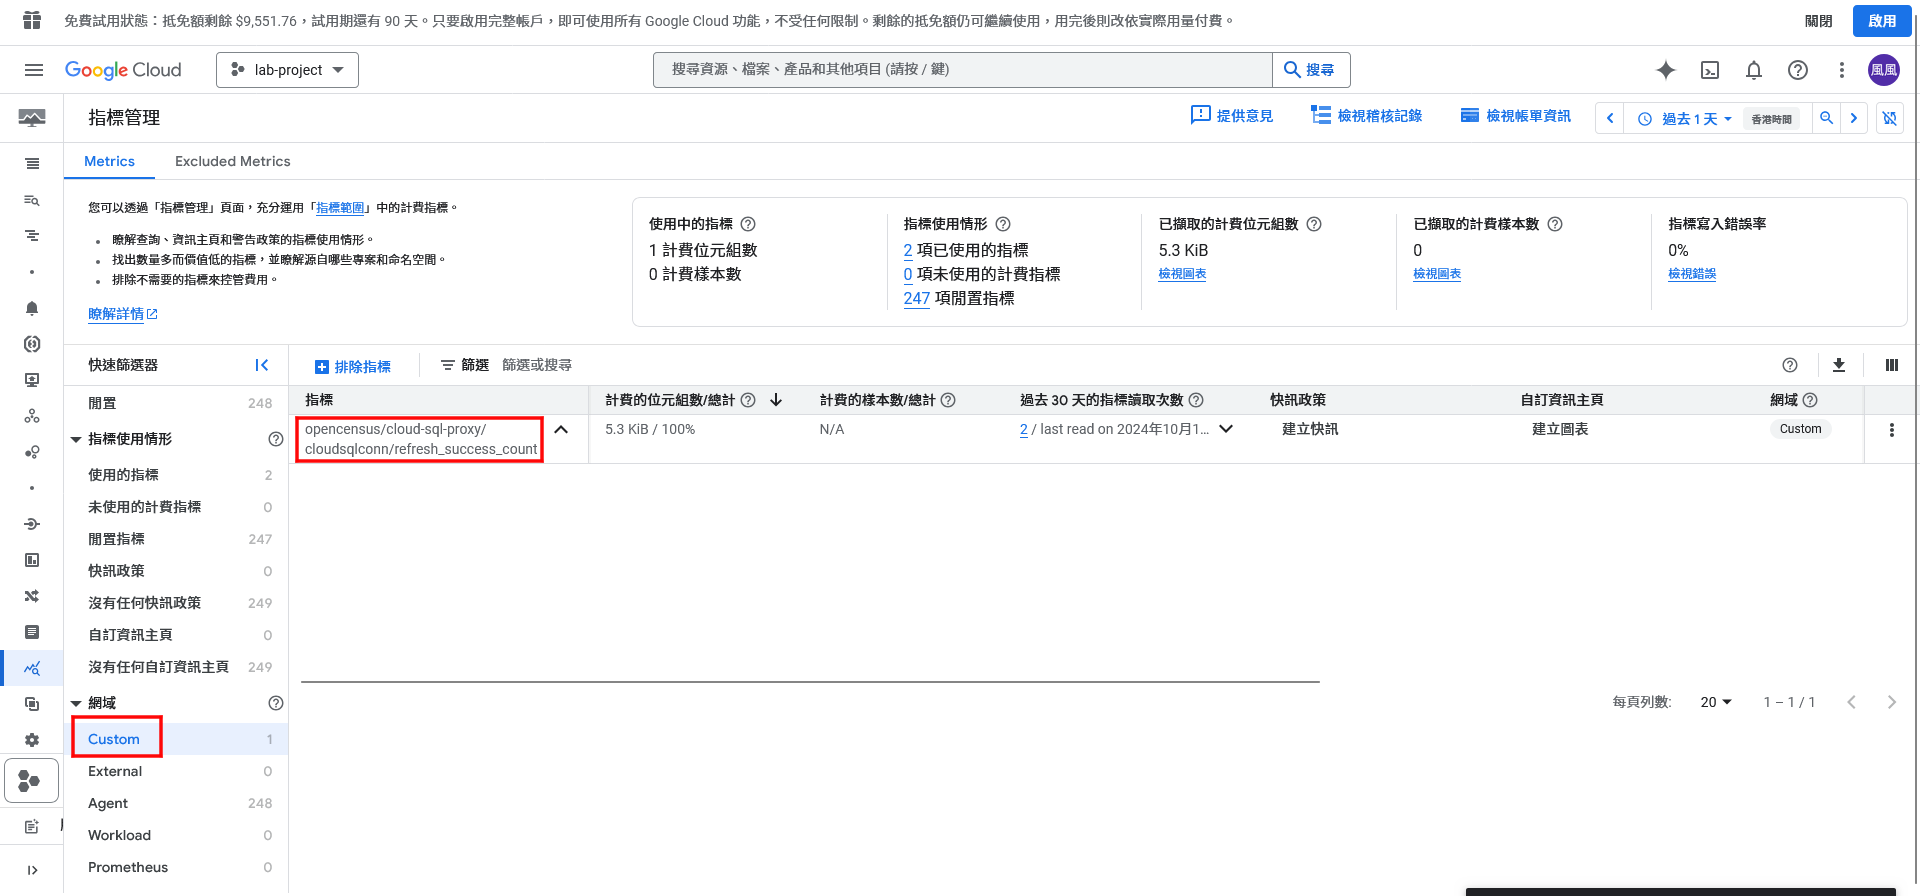 免費試用狀態：抵免額剩餘 $9,551.76，試用期還有 90 天。只要啟用完整帳戶，即可使用所有 Google Cloud 功能，不受任何限制。剩餘的抵免額仍可繼續使用，用完後則改依實際用量付費。
關閉
啟用
Google Cloud
lab-project
搜尋資源、檔案、產品和其他項目 (請按 / 鍵)
搜尋
風風
指標管理
提供意見
檢視稽核記錄
檢視帳單資訊
過去 1 天
香港時間
Metrics
Excluded Metrics
您可以透過「指標管理」頁面，充分運用「指標範圍」中的計費指標。
瞭解查詢、資訊主頁和警告政策的指標使用情形。
找出數量多而價值低的指標，並瞭解源自哪些專案和命名空間。
排除不需要的指標來控管費用。
瞭解詳情
使用中的指標
1 計費位元組數
0 計費樣本數
指標使用情形
2 項已使用的指標
0 項未使用的計費指標
247 項閒置指標
已擷取的計費位元組數
5.3 KiB
檢視圖表
已擷取的計費樣本數
0
檢視圖表
指標寫入錯誤率
0%
檢視錯誤
快速篩選器
閒置 248
指標使用情形
使用的指標 2
未使用的計費指標 0
閒置指標 247
快訊政策 0
沒有任何快訊政策 249
自訂資訊主頁 0
沒有任何自訂資訊主頁 249
網域
Custom 1
External 0
Agent 248
Workload 0
Prometheus 0
排除指標
篩選 篩選或搜尋
指標 計費的位元組數/總計 計費的樣本數/總計 過去 30 天的指標讀取次數 快訊政策 自訂資訊主頁 網域
opencensus/cloud-sql-proxy/
cloudsqlconn/refresh_success_count
5.3 KiB / 100% N/A 2 / last read on 2024年10月1... 建立快訊 建立圖表 Custom
每頁列數: 20 1 – 1 / 1